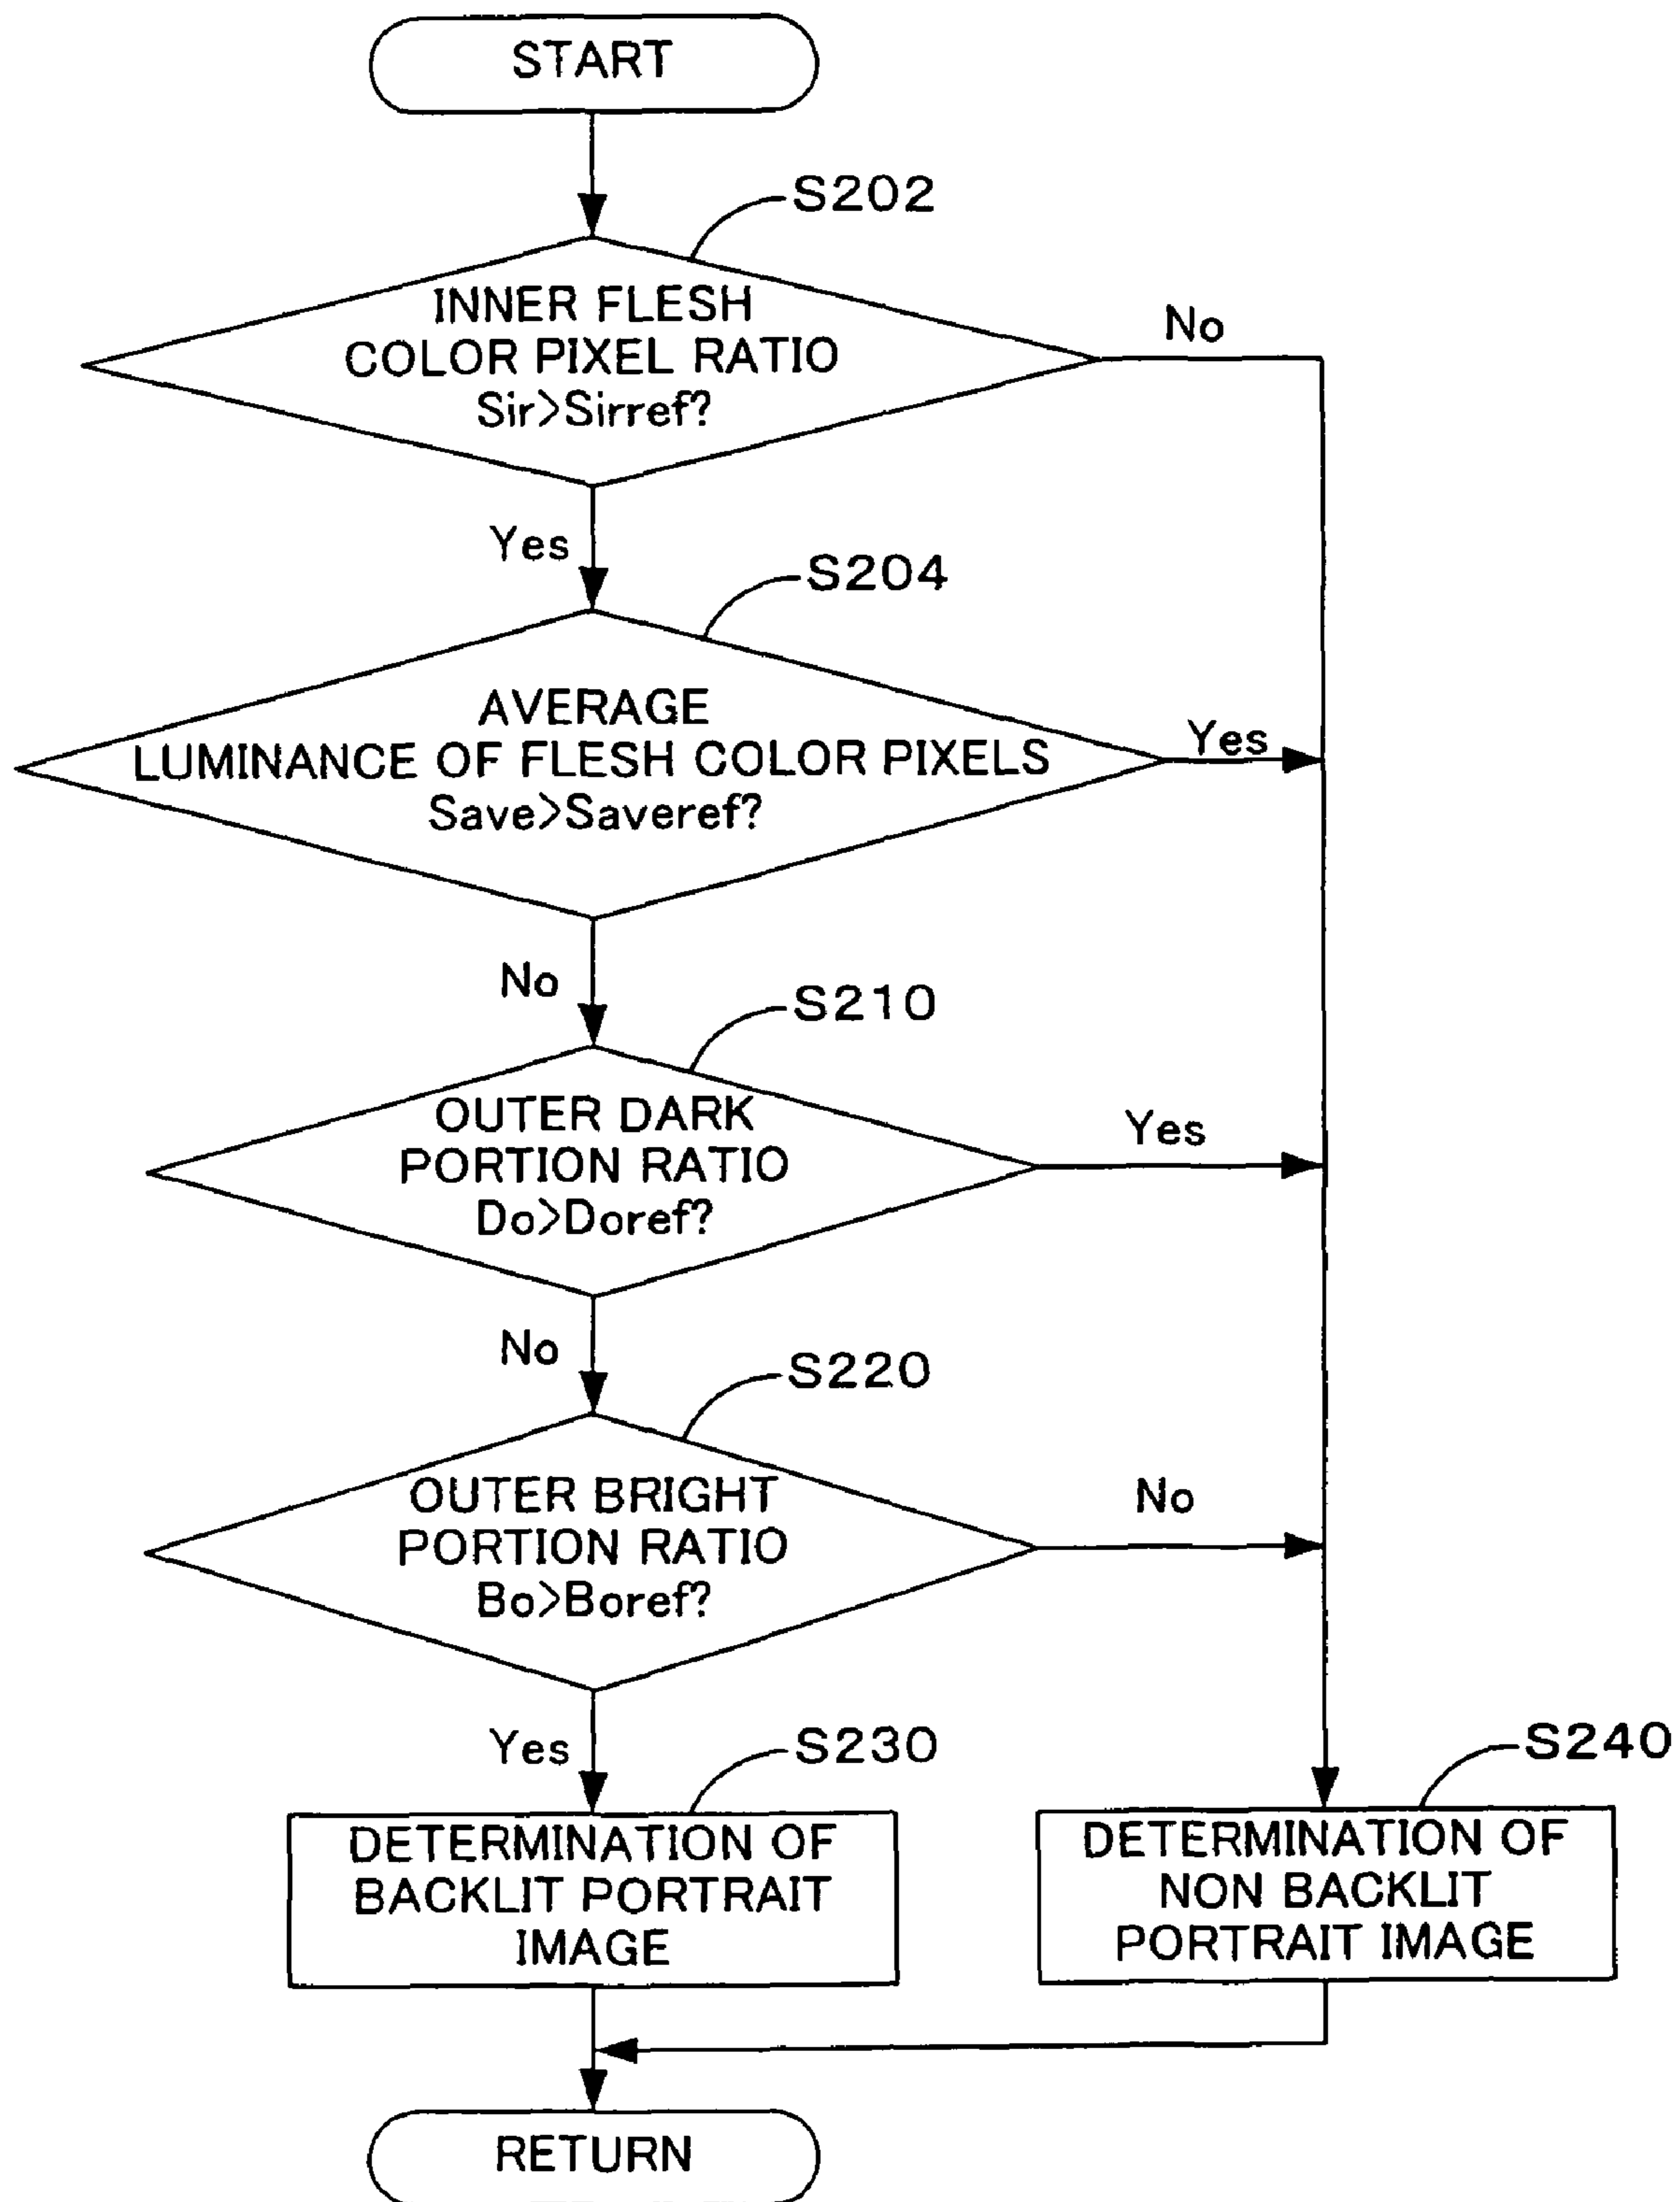 START
S202
INNER FLESH
COLOR PIXEL RATIO
Sir>Sirref?
No
Yes
S204
AVERAGE
LUMINANCE OF FLESH COLOR PIXELS
Save>Saveref?
Yes
No
S210
OUTER DARK
PORTION RATIO
Do>Doref?
Yes
No
S220
OUTER BRIGHT
PORTION RATIO
Bo>Boref?
No
Yes
S230
DETERMINATION OF
BACKLIT PORTRAIT
IMAGE
S240
DETERMINATION OF
NON BACKLIT
PORTRAIT IMAGE
RETURN